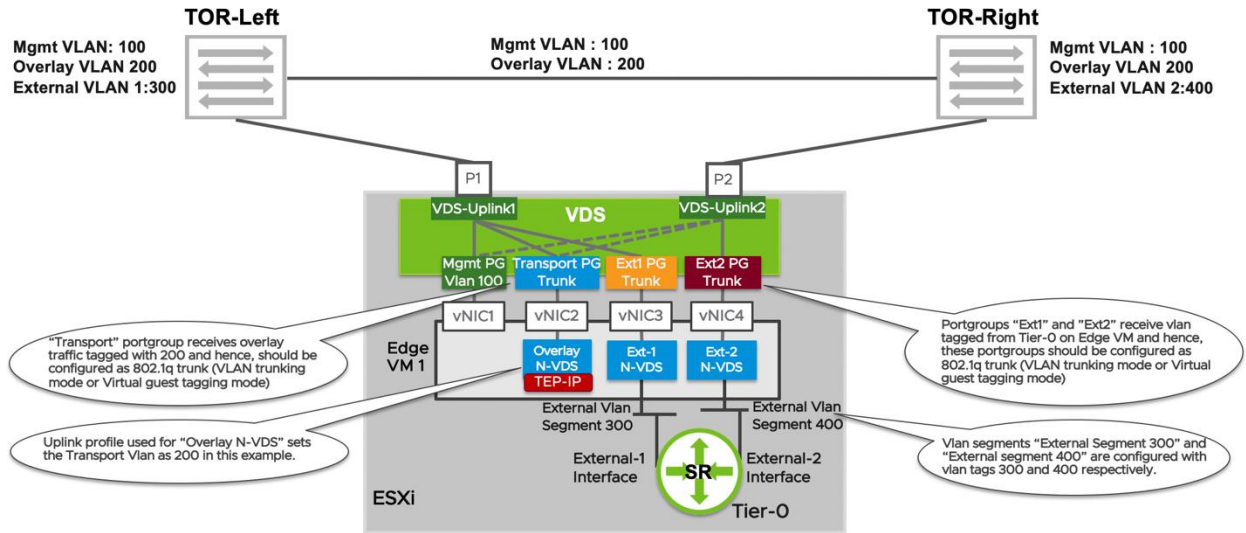 TOR-Left
TOR-Right
Mgmt VLAN: 100
Overlay VLAN 200
External VLAN 1:300
Mgmt VLAN : 100
Overlay VLAN : 200
Mgmt VLAN : 100
Overlay VLAN 200
External VLAN 2:400
P1
P2
VDS-Uplink1
VDS
VDS-Uplink2
Mgmt PG
Vlan 100
Transport PG
Trunk
Ext1 PG
Trunk
Ext2 PG
Trunk
vNIC1
vNIC2
vNIC3
vNIC4
Edge
VM 1
Overlay
N-VDS
TEP-IP
Ext-1
N-VDS
Ext-2
N-VDS
"Transport" portgroup receives overlay
traffic tagged with 200 and hence, should be
configured as 802.1q trunk (VLAN trunking
mode or Virtual guest tagging mode)
Portgroups "Ext1" and "Ext2" receive vlan
tagged from Tier-0 on Edge VM and hence,
these portgroups should be configured as
802.1q trunk (VLAN trunking mode or Virtual
guest tagging mode)
External Vlan
Segment 300
External Vlan
Segment 400
Uplink profile used for "Overlay N-VDS" sets
the Transport Vlan as 200 in this example.
Vlan segments "External Segment 300" and
"External segment 400" are configured with
vlan tags 300 and 400 respectively.
External-1
Interface
SR
External-2
Interface
ESXi
Tier-0